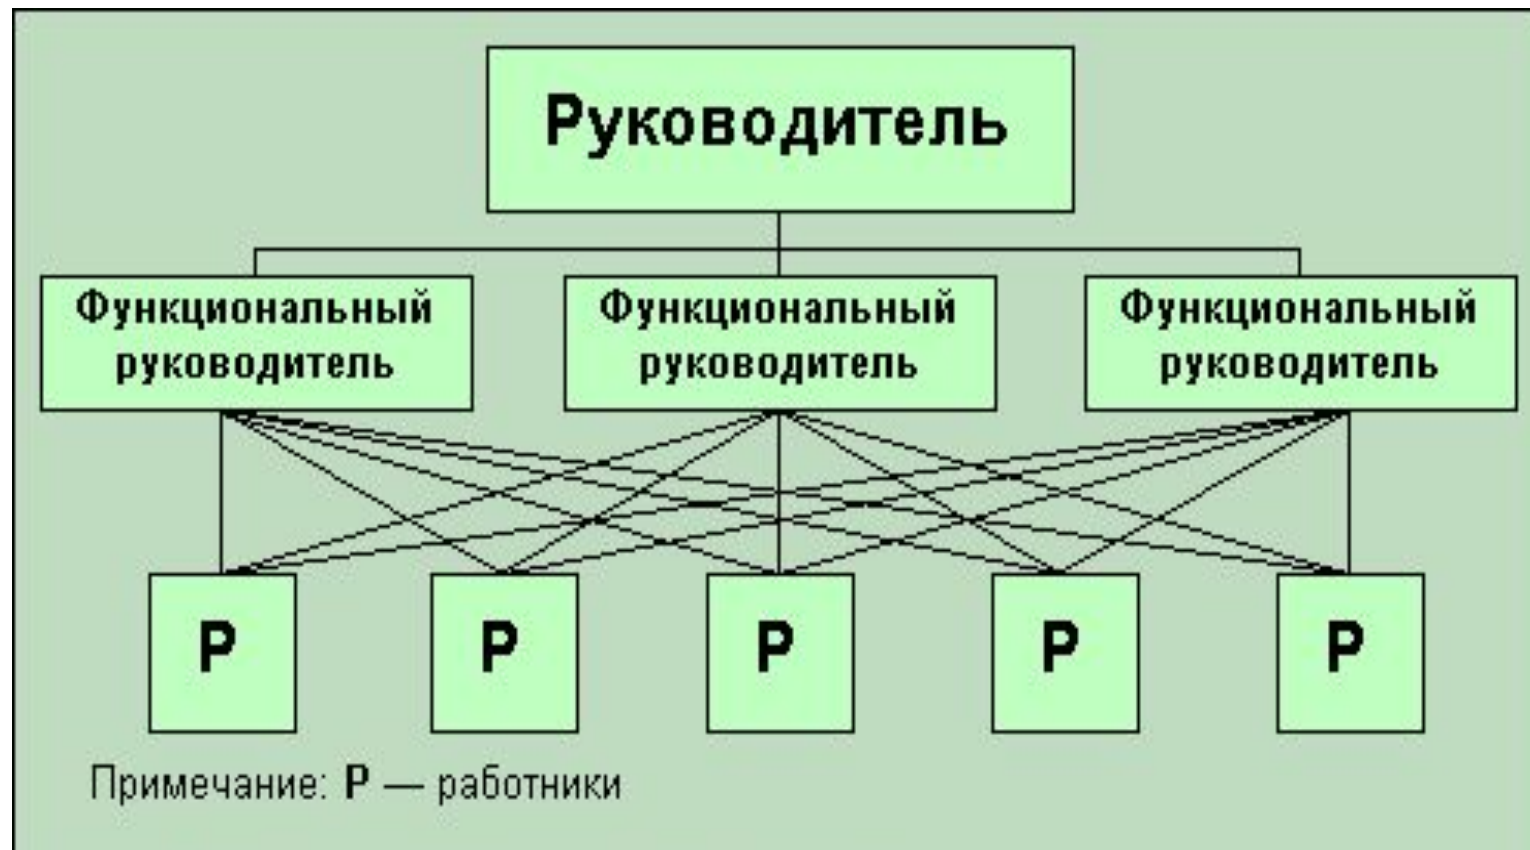 Руководитель
Функциональный
руководитель
Функциональный
руководитель
Функциональный
руководитель
Р
Р
Р
Р
Р
Примечание: Р — работники